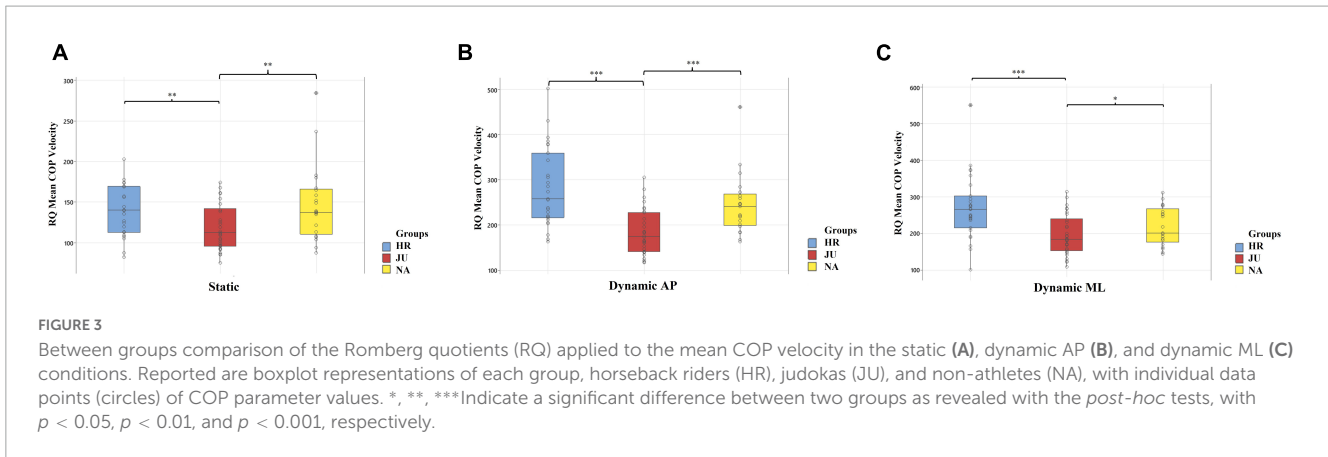 A
**
**
300
250
200
150
100
RQ Mean COP Velocity
Groups
HR
JU
NA
Static
B
***
***
500
400
300
200
100
RQ Mean COP Velocity
Groups
HR
JU
NA
Dynamic AP
C
***
*
600
500
400
300
200
100
RQ Mean COP Velocity
Groups
HR
JU
NA
Dynamic ML
FIGURE 3
Between groups comparison of the Romberg quotients (RQ) applied to the mean COP velocity in the static (A), dynamic AP (B), and dynamic ML (C)
conditions. Reported are boxplot representations of each group, horseback riders (HR), judokas (JU), and non-athletes (NA), with individual data
points (circles) of COP parameter values. *, **, ***Indicate a significant difference between two groups as revealed with the post-hoc tests, with
p < 0.05, p < 0.01, and p < 0.001, respectively.